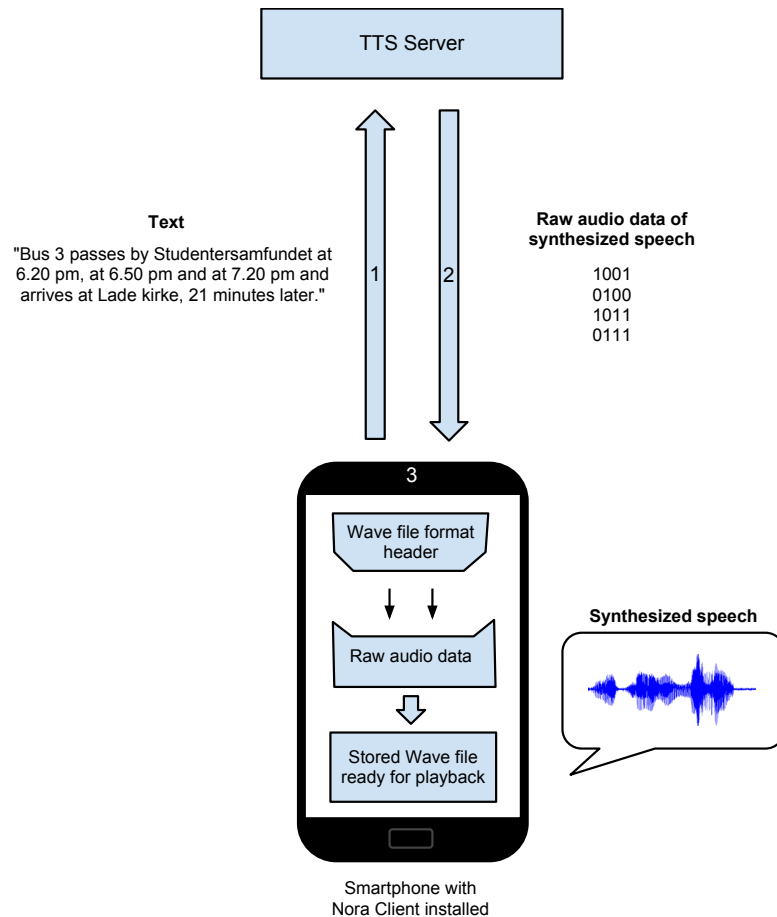 TTS Server
Text
"Bus 3 passes by Studentersamfundet at
6.20 pm, at 6.50 pm and at 7.20 pm and
arrives at Lade kirke, 21 minutes later."
1
2
Raw audio data of
synthesized speech
1001
0100
1011
0111
3
Wave file format
header
Raw audio data
Stored Wave file
ready for playback
Synthesized speech
Smartphone with
Nora Client installed